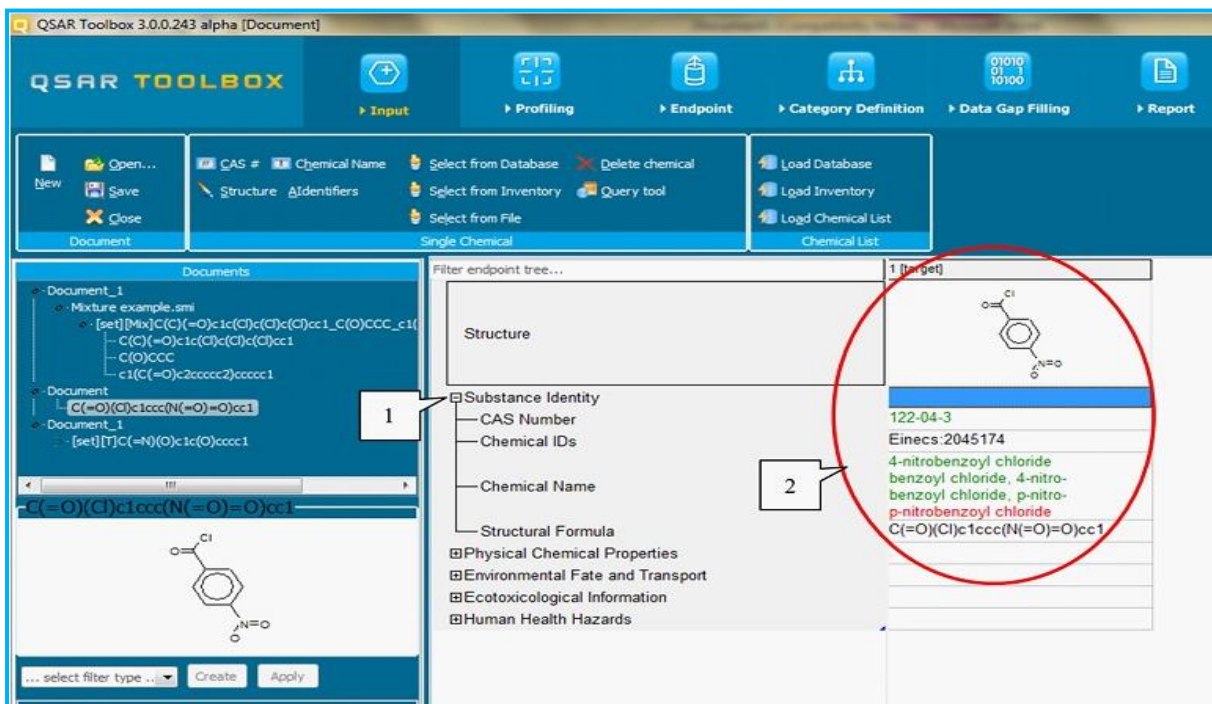 QSAR Toolbox 3.0.0.243 alpha [Document]
QSAR TOOLBOX
Input
Profiling
Endpoint
Category Definition
01010
01 1
10100
Data Gap Filling
Report
New
Open...
Save
Close
Document
CAS #
Chemical Name
Structure
AIdentifiers
Select from Database
Select from Inventory
Select from File
Delete chemical
Query tool
Single Chemical
Load Database
Load Inventory
Load Chemical List
Chemical List
Documents
Document_1
Mixture example.smi
[set][Mix]C(C)(=O)c1c(Cl)c(Cl)c(Cl)cc1_C(O)CCC_c1(
C(C)(=O)c1c(Cl)c(Cl)c(Cl)cc1
C(O)CCC
c1(C(=O)c2ccccc2)ccccc1
Document
C(=O)(Cl)c1ccc(N(=O)=O)cc1
Document_1
[set][T]C(=N)(O)c1c(O)cccc1
C(=O)(Cl)c1ccc(N(=O)=O)cc1
O Cl
N=O
O
... select filter type ..
Create
Apply
Filter endpoint tree...
1 [target]
Structure
O Cl
N=O
O
1
Substance Identity
CAS Number
122-04-3
Chemical IDs
Einecs:2045174
2
Chemical Name
4-nitrobenzoyl chloride
benzoyl chloride, 4-nitro-
benzoyl chloride, p-nitro-
p-nitrobenzoyl chloride
Structural Formula
C(=O)(Cl)c1ccc(N(=O)=O)cc1
Physical Chemical Properties
Environmental Fate and Transport
Ecotoxicological Information
Human Health Hazards